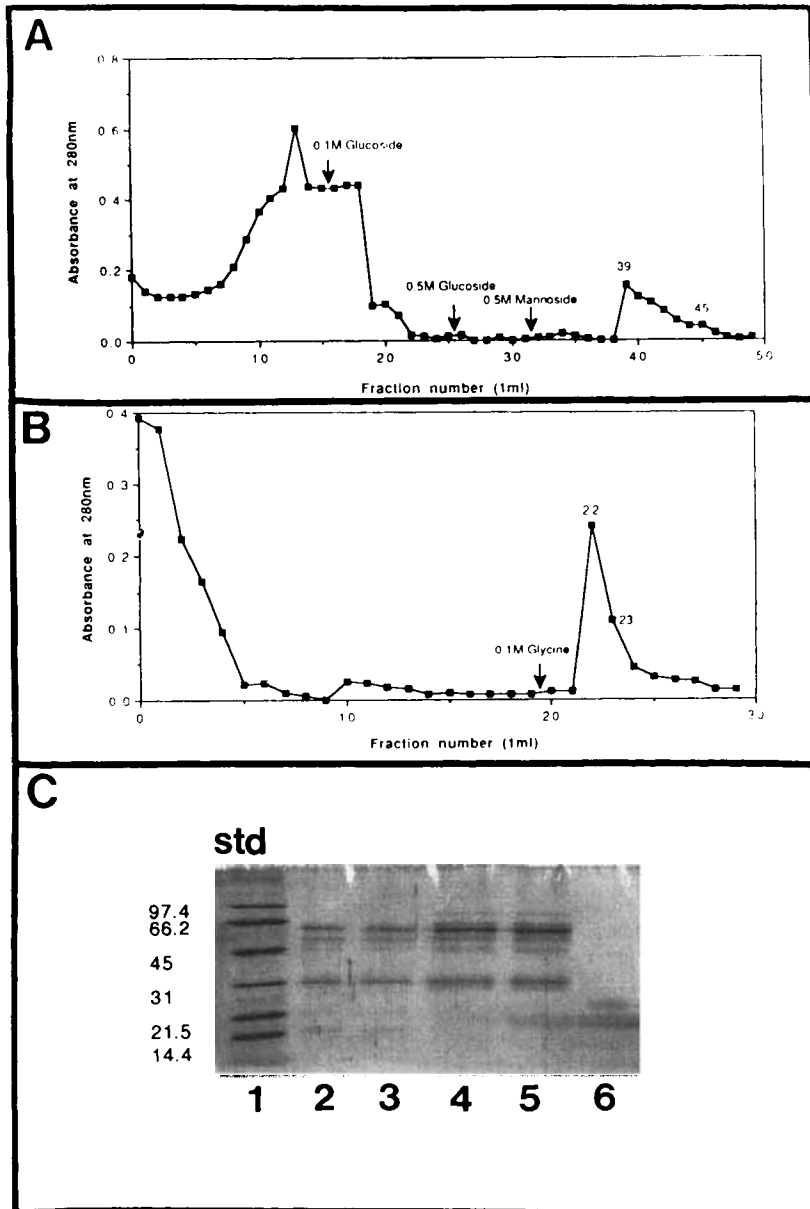 A
0.8
0.6
0.4
0.2
0.0
Absorbance at 280nm
0.1M Glucoside
0.5M Glucoside
0.5M Mannoside
39
45
0
10
20
30
40
50
Fraction number (1ml)
B
0.4
0.3
0.2
0.1
0.0
Absorbance at 280nm
22
23
0.1M Glycine
0
10
20
30
Fraction number (1ml)
C
std
97.4
66.2
45
31
21.5
14.4
1 2 3 4 5 6